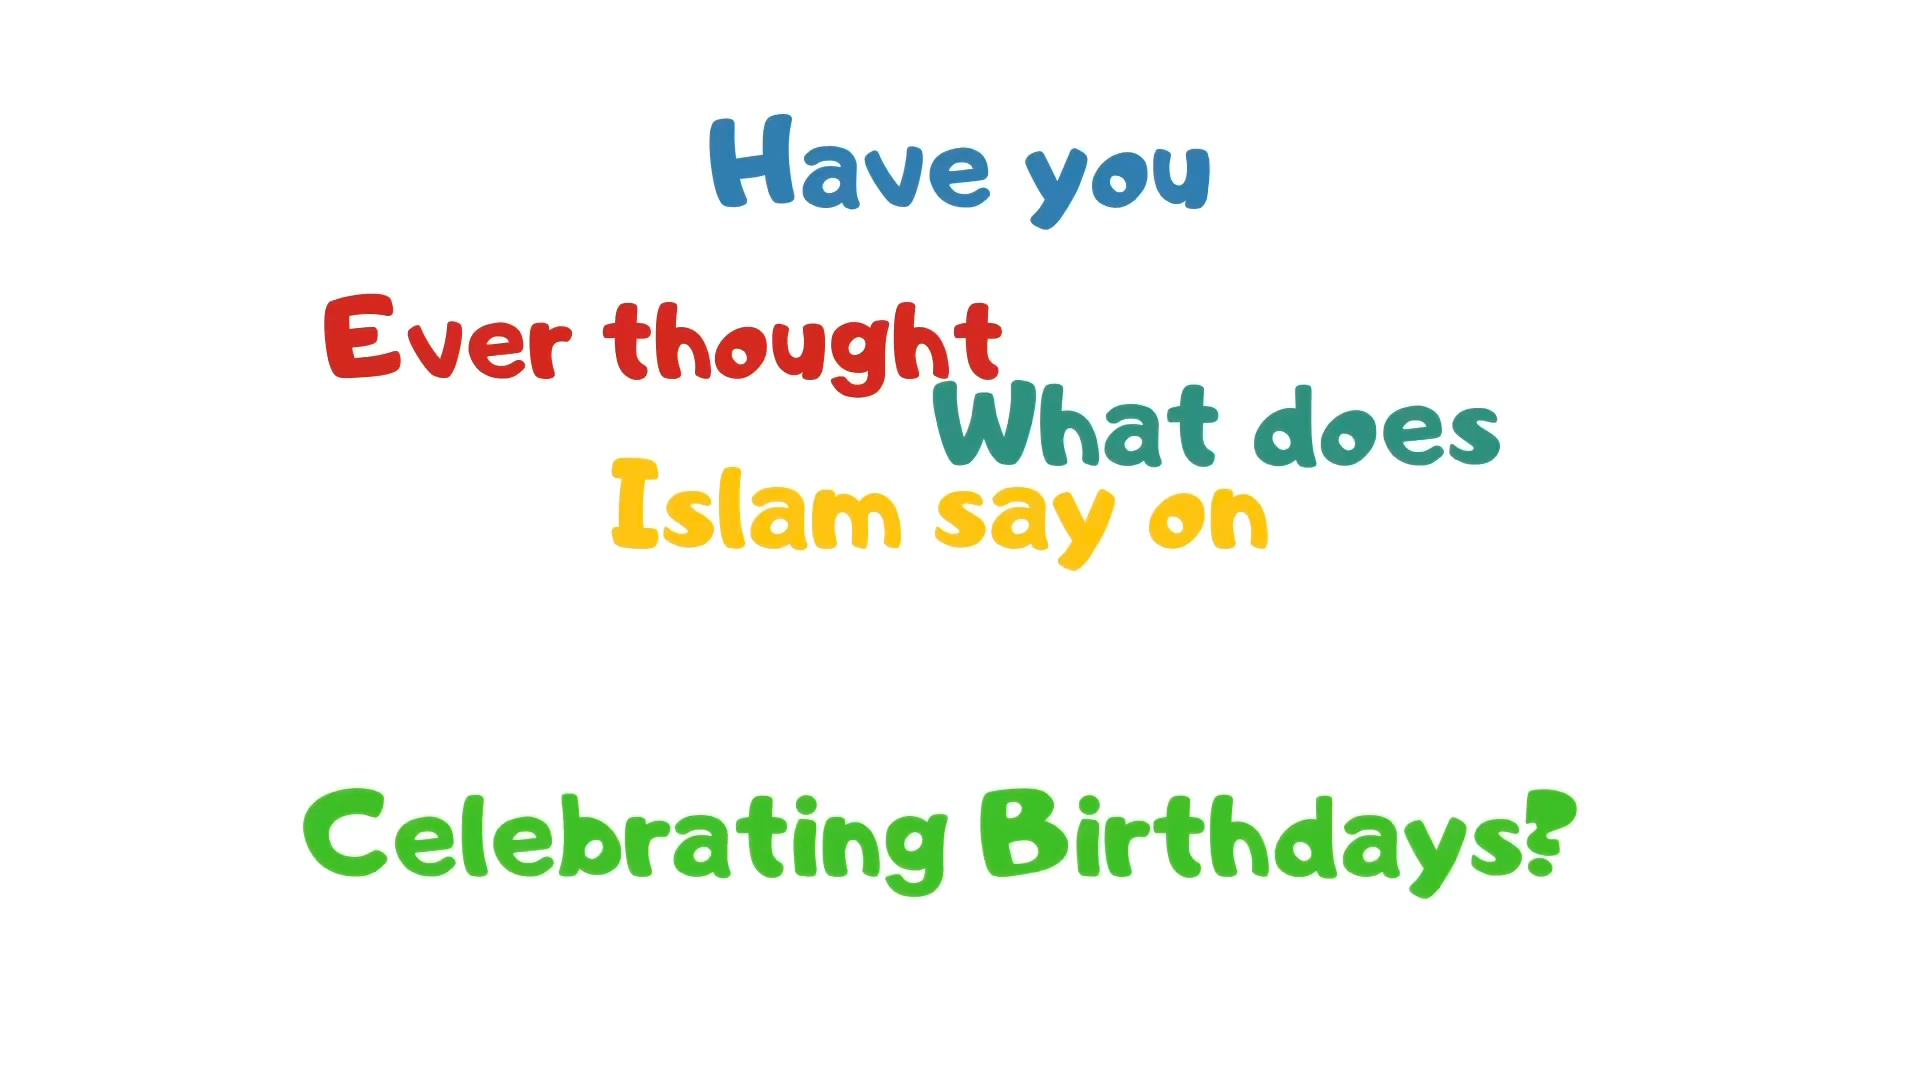 Have you
Ever thought
What does
Islam say on
Celebrating Birthdays?